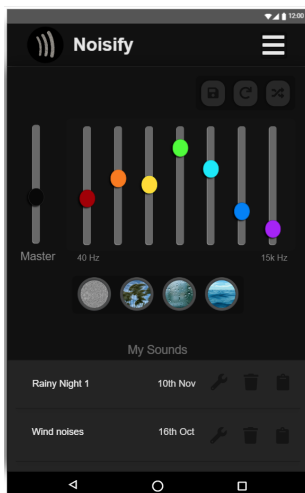 12:00
Noisify
Master
40 Hz
15k Hz
My Sounds
Rainy Night 1 10th Nov
Wind noises 16th Oct